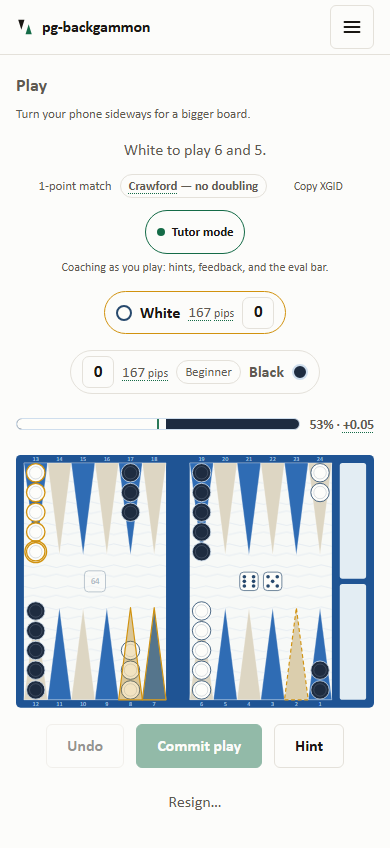 pg-backgammon
Play
Turn your phone sideways for a bigger board.
White to play 6 and 5.
1-point match Crawford — no doubling Copy XGID
Tutor mode
Coaching as you play: hints, feedback, and the eval bar.
White 167 pips 0
0 167 pips Beginner Black
53% · +0.05
13 14 15 16 17 18 19 20 21 22 23 24
64
12 11 10 9 8 7 6 5 4 3 2 1
Undo Commit play Hint
Resign...